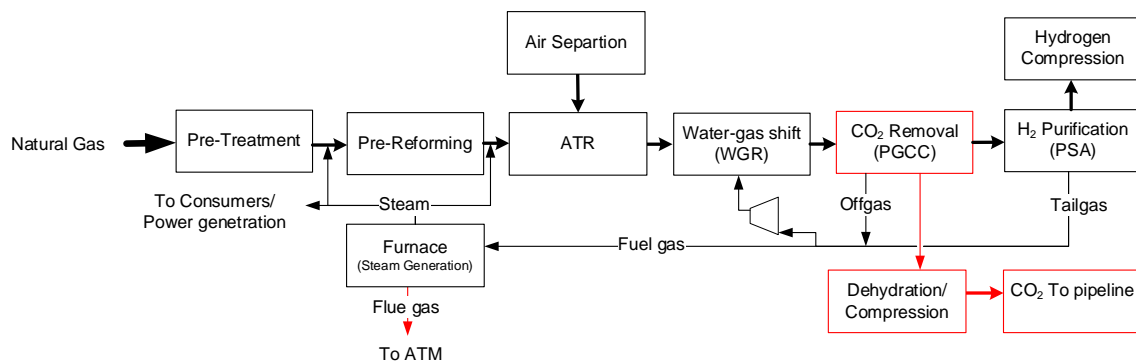 Air Separtion
Hydrogen
Compression
Natural Gas
Pre-Treatment
Pre-Reforming
ATR
Water-gas shift
(WGR)
CO₂ Removal
(PGCC)
H₂ Purification
(PSA)
To Consumers/
Power genetration
Steam
Offgas
Tailgas
Furnace
(Steam Generation)
Fuel gas
Flue gas
To ATM
Dehydration/
Compression
CO₂ To pipeline